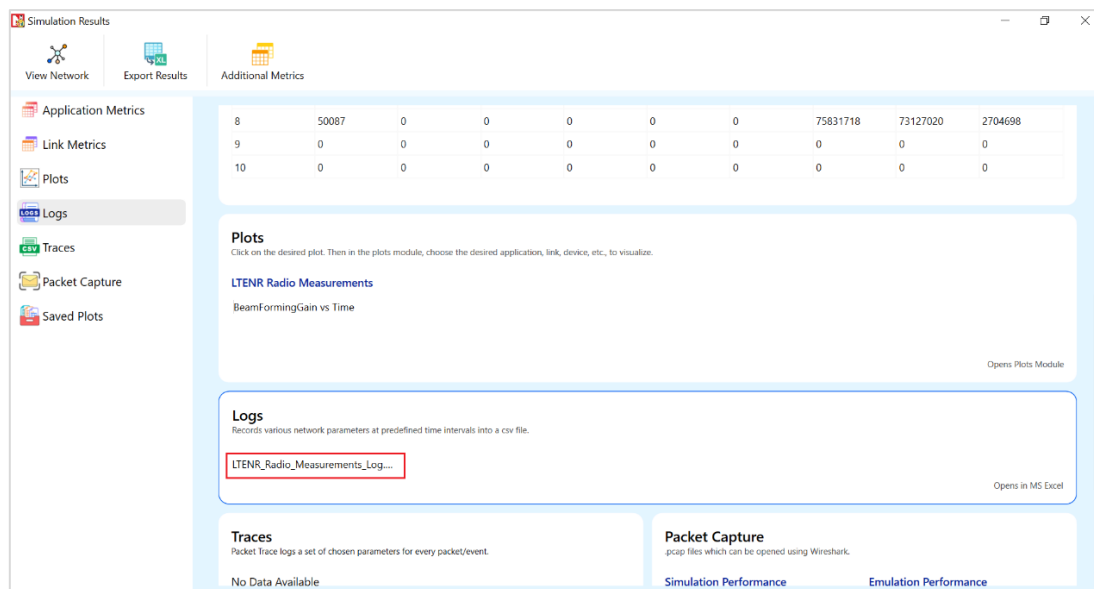 Simulation Results
View Network
Export Results
Additional Metrics
Application Metrics
Link Metrics
Plots
Logs
Traces
Packet Capture
Saved Plots
8 50087 0 0 0 0 0 75831718 73127020 2704698
9 0 0 0 0 0 0 0 0 0
10 0 0 0 0 0 0 0 0 0
Plots
Click on the desired plot. Then in the plots module, choose the desired application, link, device, etc., to visualize.
LTENR Radio Measurements
BeamFormingGain vs Time
Opens Plots Module
Logs
Records various network parameters at predefined time intervals into a csv file.
LTENR_Radio_Measurements_Log....
Opens in MS Excel
Traces
Packet Trace logs a set of chosen parameters for every packet/event.
No Data Available
Packet Capture
.pcap files which can be opened using Wireshark.
Simulation Performance
Emulation Performance